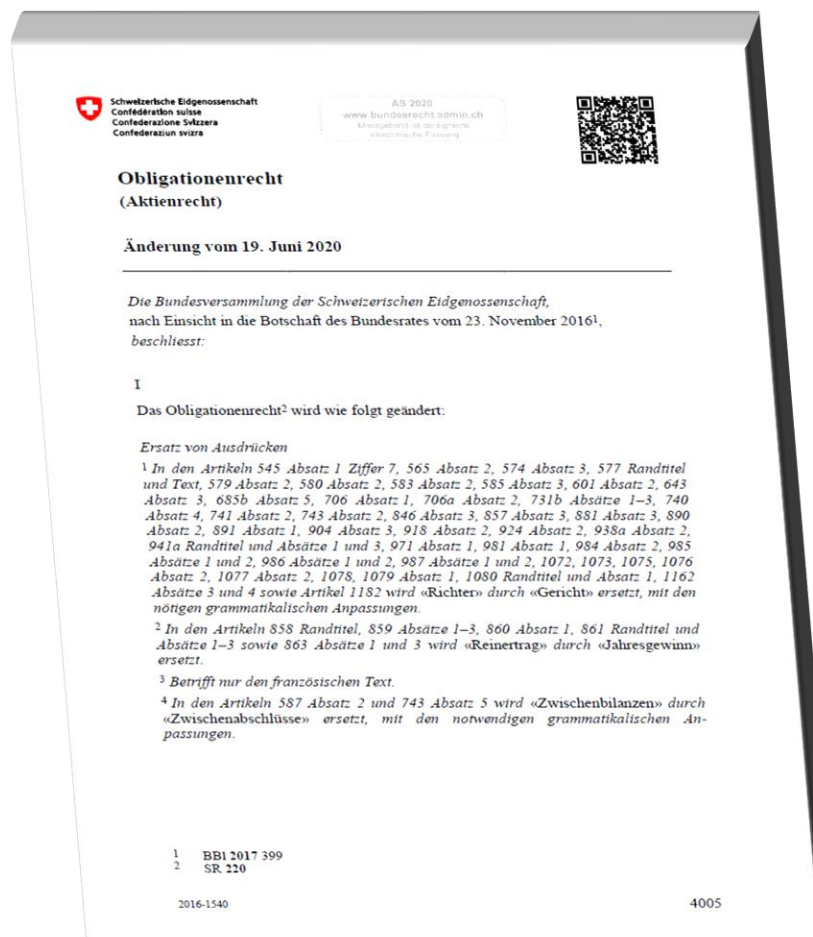 Schweizerische Eidgenossenschaft
Confédération suisse
Confederazione Svizzera
Confederaziun svizra
AS 2020
www.bundesrecht.admin.ch
Massgebend ist die signierte
elektronische Fassung
Obligationenrecht
(Aktienrecht)
Änderung vom 19. Juni 2020
Die Bundesversammlung der Schweizerischen Eidgenossenschaft,
nach Einsicht in die Botschaft des Bundesrates vom 23. November 2016¹,
beschliesst:
I
Das Obligationenrecht² wird wie folgt geändert:
Ersatz von Ausdrücken
¹ In den Artikeln 545 Absatz 1 Ziffer 7, 565 Absatz 2, 574 Absatz 3, 577 Randtitel
und Text, 579 Absatz 2, 580 Absatz 2, 583 Absatz 2, 585 Absatz 3, 601 Absatz 2, 643
Absatz 3, 685b Absatz 5, 706 Absatz 1, 706a Absatz 2, 731b Absätze 1–3, 740
Absatz 4, 741 Absatz 2, 743 Absatz 2, 846 Absatz 3, 857 Absatz 3, 881 Absatz 3, 890
Absatz 2, 891 Absatz 1, 904 Absatz 3, 918 Absatz 2, 924 Absatz 2, 938a Absatz 2,
941a Randtitel und Absätze 1 und 3, 971 Absatz 1, 981 Absatz 1, 984 Absatz 2, 985
Absätze 1 und 2, 986 Absätze 1 und 2, 987 Absätze 1 und 2, 1072, 1073, 1075, 1076
Absatz 2, 1077 Absatz 2, 1078, 1079 Absatz 1, 1080 Randtitel und Absatz 1, 1162
Absätze 3 und 4 sowie Artikel 1182 wird «Richter» durch «Gericht» ersetzt, mit den
nötigen grammatikalischen Anpassungen.
² In den Artikeln 858 Randtitel, 859 Absätze 1–3, 860 Absatz 1, 861 Randtitel und
Absätze 1–3 sowie 863 Absätze 1 und 3 wird «Reinertrag» durch «Jahresgewinn»
ersetzt.
³ Betrifft nur den französischen Text.
⁴ In den Artikeln 587 Absatz 2 und 743 Absatz 5 wird «Zwischenbilanzen» durch
«Zwischenabschlüsse» ersetzt, mit den notwendigen grammatikalischen An-
passungen.
1 BBl 2017 399
2 SR 220
2016-1540 4005